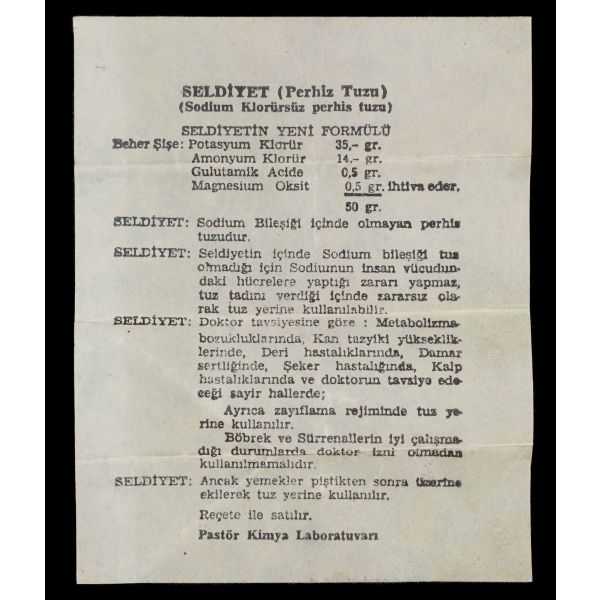 SELDİYET (Perhiz Tuzu)
(Sodium Klorürsüz perhis tuzu)
SELDİYETİN YENİ FORMÜLÜ
Beher Şişe: Potasyum Klorür 35,- gr.
Amonyum Klorür 14.- gr.
Gulutamik Acide 0,5 gr.
Magnesium Oksit 0,5 gr. ihtiva eder.
50 gr.
SELDİYET: Sodium Bileşiği içinde olmayan perhis
tuzudur.
SELDİYET: Seldiyetin içinde Sodium bileşiği tuz
olmadığı için Sodiumun insan vücudun-
daki hücrelere yaptığı zararı yapmaz,
tuz tadını verdiği içinde zararsız ola-
rak tuz yerine kullanılabilir.
SELDİYET: Doktor tavsiyesine göre : Metabolizma
bozukluklarında, Kan tazyiki yükseklik-
lerinde, Deri hastalıklarında, Damar
sertliğinde, Şeker hastalığında, Kalp
hastalıklarında ve doktorun tavsiye ede-
ceği sayir hallerde;
Ayrıca zayıflama rejiminde tuz ye-
rine kullanılır.
Böbrek ve Sürrenallerin iyi çalışma-
dığı durumlarda doktor izni olmadan
kullanılmamalıdır.
SELDİYET: Ancak yemekler piştikten sonra üzerine
ekilerek tuz yerine kullanılır.
Reçete ile satılır.
Pastör Kimya Laboratuvarı